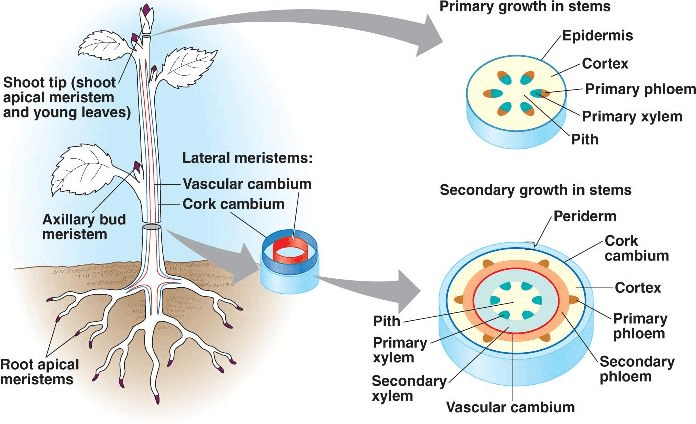 Primary growth in stems
Epidermis
Cortex
Primary phloem
Primary xylem
Pith
Shoot tip (shoot
apical meristem
and young leaves)
Lateral meristems:
Vascular cambium
Cork cambium
Axillary bud
meristem
Root apical
meristems
Secondary growth in stems
Periderm
Cork
cambium
Cortex
Primary
phloem
Secondary
phloem
Pith
Primary
xylem
Secondary
xylem
Vascular cambium